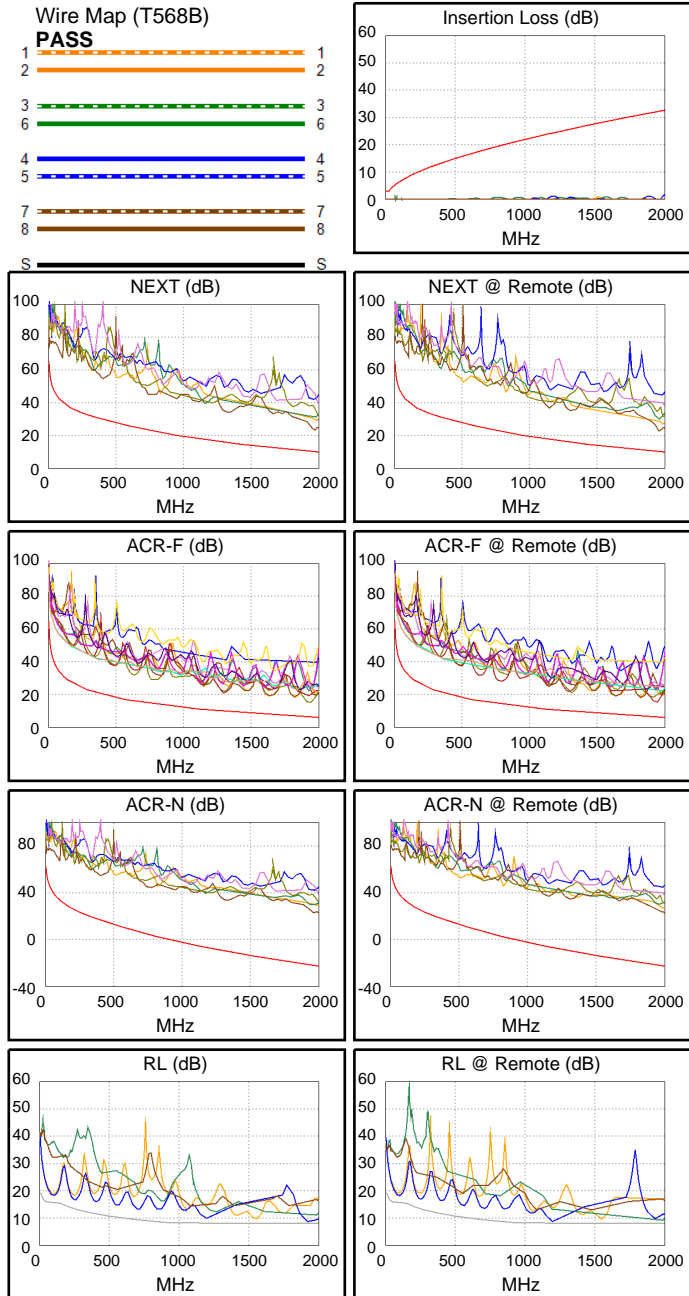 Wire Map (T568B)
PASS
1 1
2 2
3 3
6 6
4 4
5 5
7 7
8 8
S S
Insertion Loss (dB)
60
50
40
30
20
10
0
0 500 1000 1500 2000
MHz
NEXT (dB)
100
80
60
40
20
0
0 500 1000 1500 2000
MHz
NEXT @ Remote (dB)
100
80
60
40
20
0
0 500 1000 1500 2000
MHz
ACR-F (dB)
100
80
60
40
20
0
0 500 1000 1500 2000
MHz
ACR-F @ Remote (dB)
100
80
60
40
20
0
0 500 1000 1500 2000
MHz
ACR-N (dB)
80
40
0
-40
0 500 1000 1500 2000
MHz
ACR-N @ Remote (dB)
80
40
0
-40
0 500 1000 1500 2000
MHz
RL (dB)
60
50
40
30
20
10
0
0 500 1000 1500 2000
MHz
RL @ Remote (dB)
60
50
40
30
20
10
0
0 500 1000 1500 2000
MHz